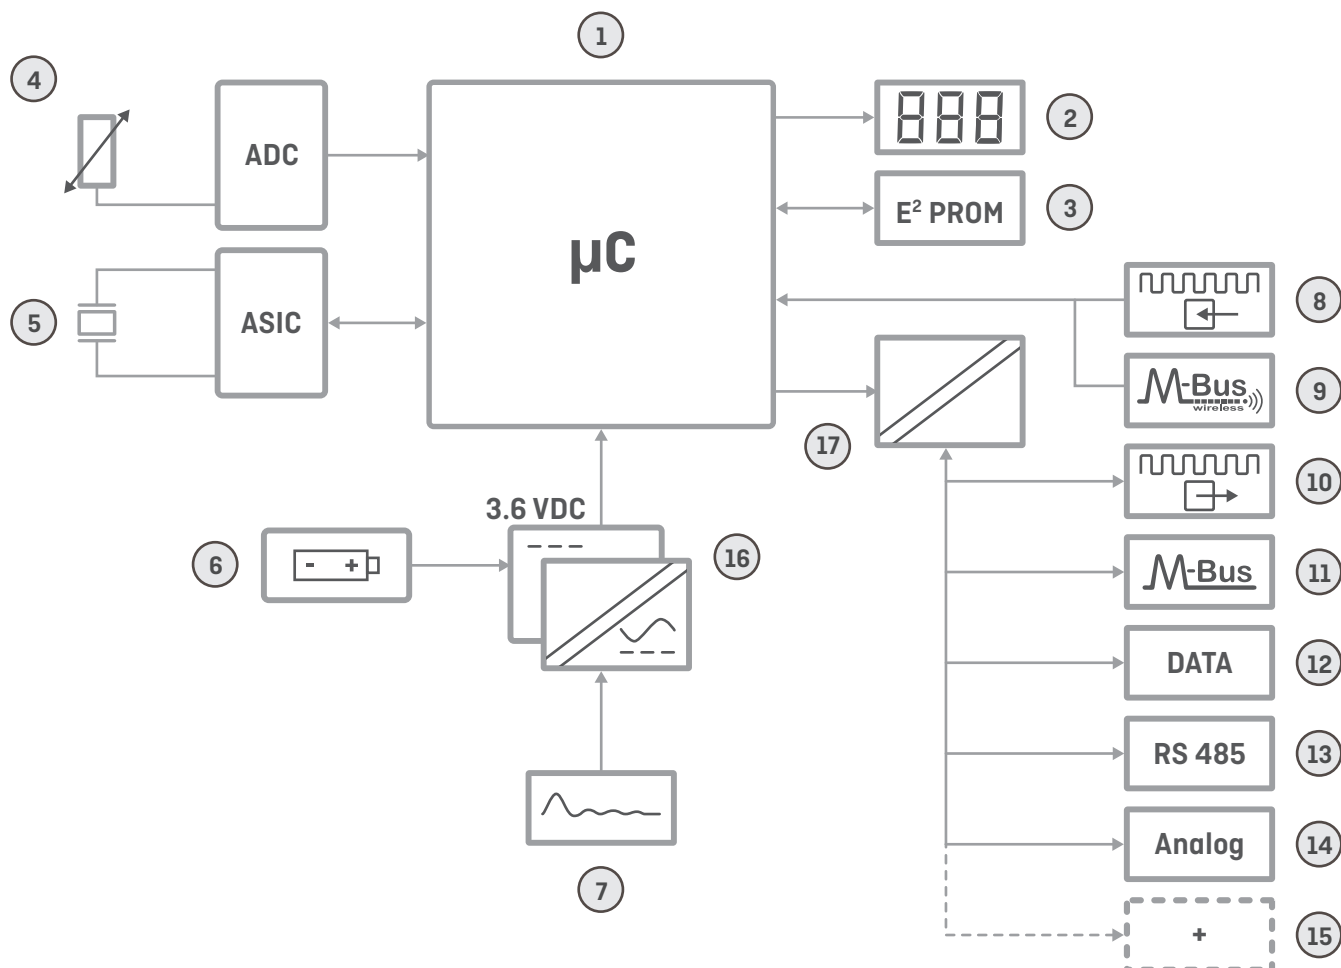 1
4
ADC
888
2
µC
E² PROM
3
5
ASIC
8
M-Bus
wireless
9
17
10
3.6 VDC
6
- +
16
M-Bus
11
DATA
12
RS 485
13
Analog
14
7
+
15